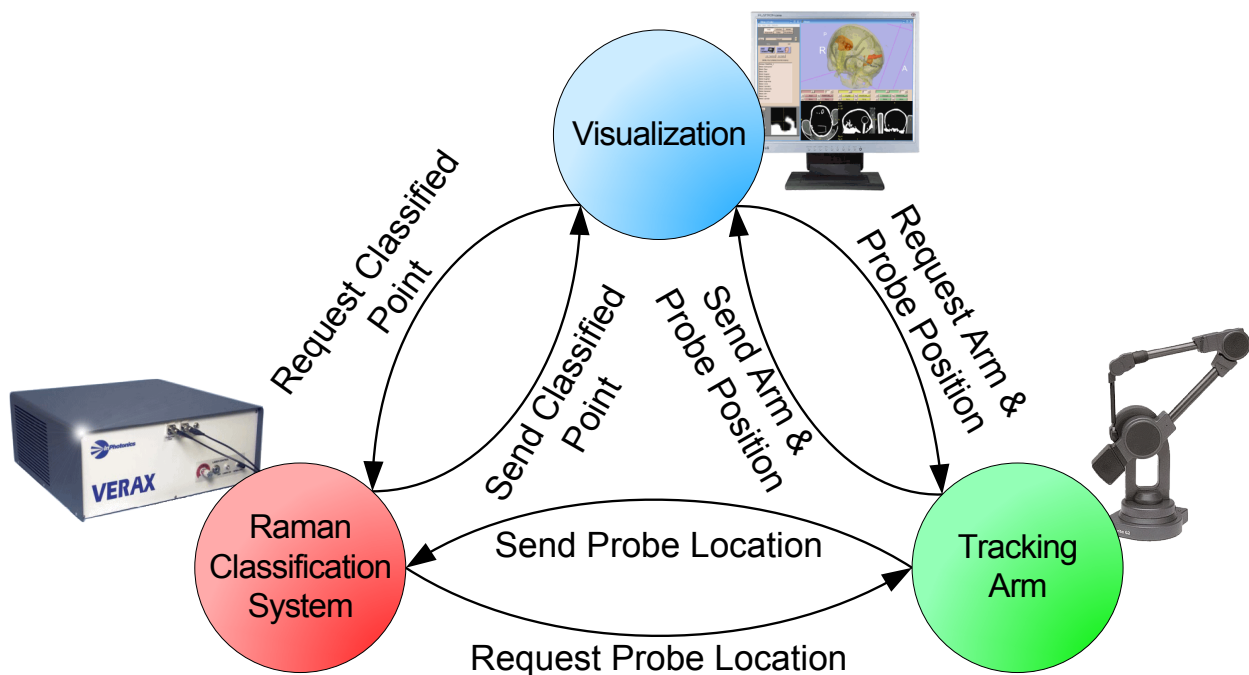 Visualization
R
A
Request Classified
Point
Send Classified
Point
Send Arm &
Probe Position
Request Arm &
Probe Position
InPhotonics
VERAX
Raman
Classification
System
Send Probe Location
Request Probe Location
Tracking
Arm